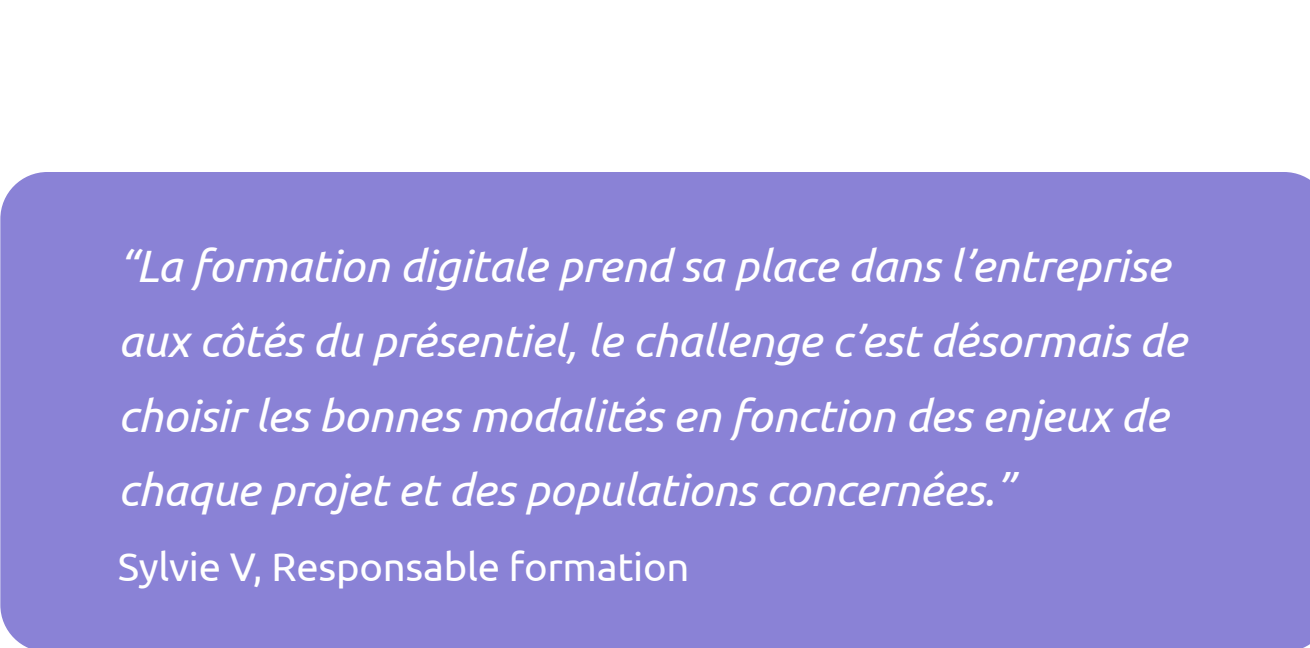 “La formation digitale prend sa place dans l’entreprise
aux côtés du présentiel, le challenge c’est désormais de
choisir les bonnes modalités en fonction des enjeux de
chaque projet et des populations concernées.”
Sylvie V, Responsable formation